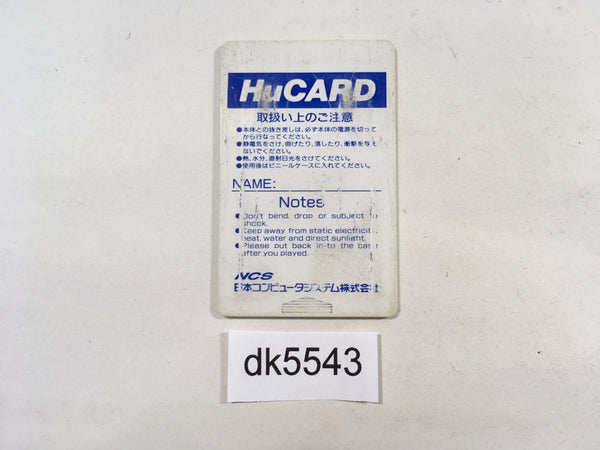 HuCARD
取扱い上のご注意
●本体との抜き差しは、必ず本体の電源を切って
から行なってください。
●静電気をさけ、曲げたり、落したり、衝撃を与え
ないでください。
●熱、水分、直射日光をさけてください。
●使用後はビニールケースに入れてください。
NAME:
Notes
●Don't bend, drop or subject to
shock.
●Keep away from static electricit
heat, water and direct sunlight.
●Please put back in to the case
after you played.
NCS
日本コンピュータシステム株式会社
dk5543